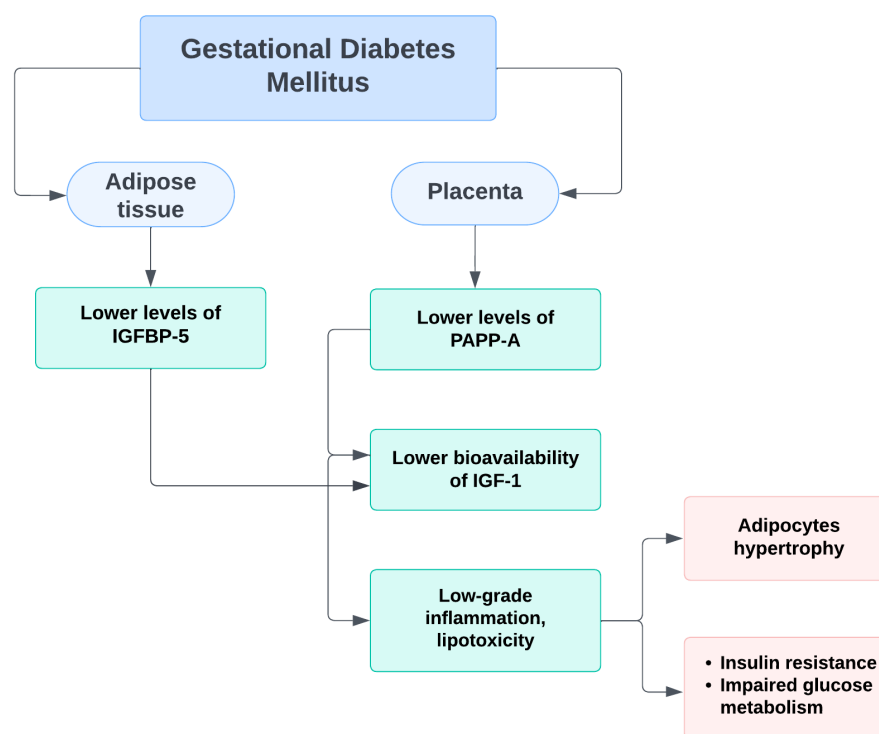 Gestational Diabetes
Mellitus
Adipose
tissue
Placenta
Lower levels of
IGFBP-5
Lower levels of
PAPP-A
Lower bioavailability
of IGF-1
Adipocytes
hypertrophy
Low-grade
inflammation,
lipotoxicity
• Insulin resistance
• Impaired glucose
metabolism